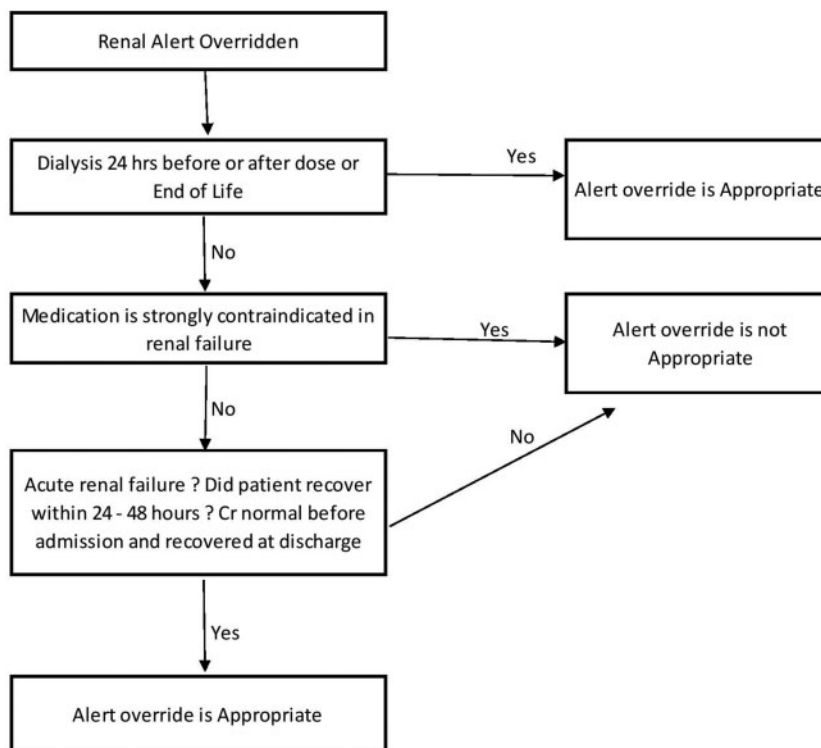 Renal Alert Overridden
Dialysis 24 hrs before or after dose or
End of Life
Yes
Alert override is Appropriate
No
Medication is strongly contraindicated in
renal failure
Yes
Alert override is not
Appropriate
No
No
Acute renal failure ? Did patient recover
within 24 - 48 hours ? Cr normal before
admission and recovered at discharge
Yes
Alert override is Appropriate